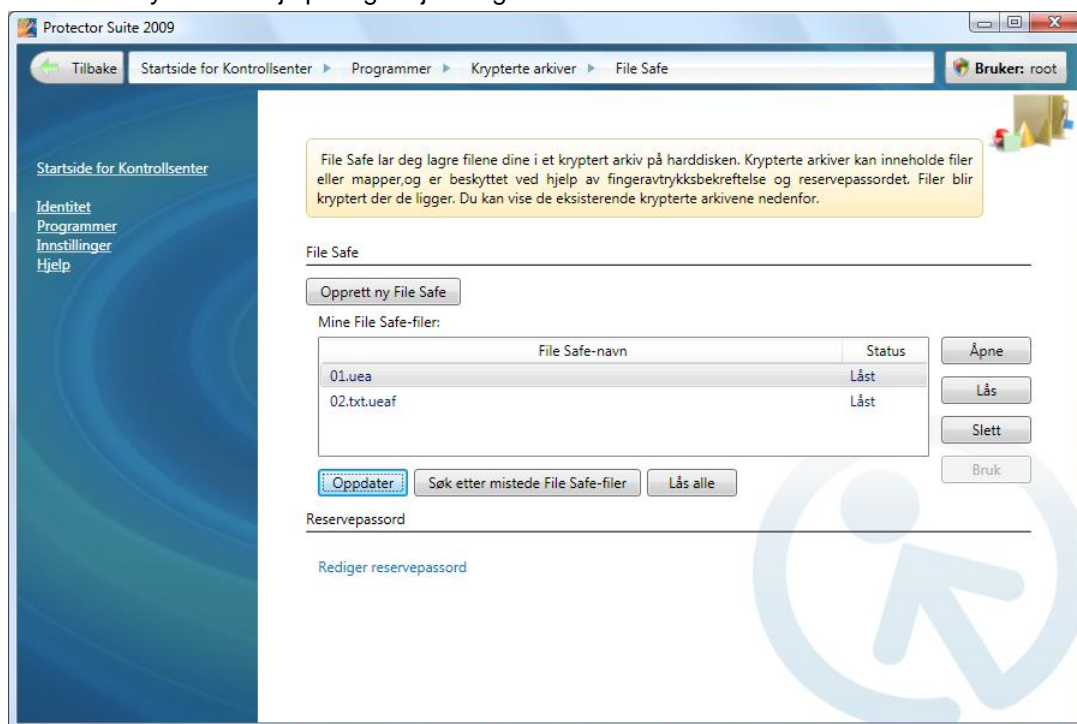 Protector Suite 2009
Tilbake Startside for Kontrollsenter Programmer Krypterte arkiver File Safe Bruker: root
Startside for Kontrollsenter
Identitet
Programmer
Innstillinger
Hjelp
File Safe lar deg lagre filene dine i et kryptert arkiv på harddisken. Krypterte arkiver kan inneholde filer
eller mapper,og er beskyttet ved hjelp av fingeravtrykksbekreftelse og reservepassordet. Filer blir
kryptert der de ligger. Du kan vise de eksisterende krypterte arkivene nedenfor.
File Safe
Opprett ny File Safe
Mine File Safe-filer:
File Safe-navn Status
01.uea Låst
02.txt.ueaf Låst
Åpne
Lås
Slett
Bruk
Oppdater Søk etter mistede File Safe-filer Lås alle
Reservepassord
Rediger reservepassord